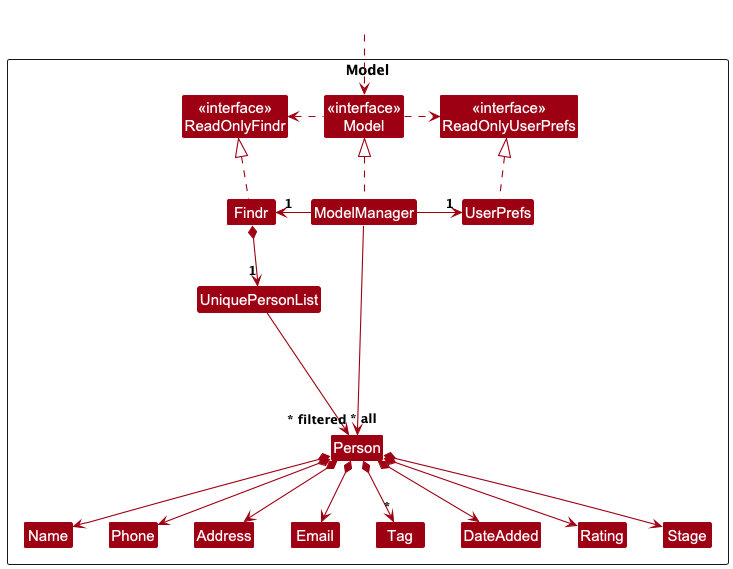 Model
«interface»
ReadOnlyFindr
«interface»
Model
«interface»
ReadOnlyUserPrefs
Findr
1
ModelManager
1
UserPrefs
1
UniquePersonList
* filtered
* all
Person
*
Name
Phone
Address
Email
Tag
DateAdded
Rating
Stage